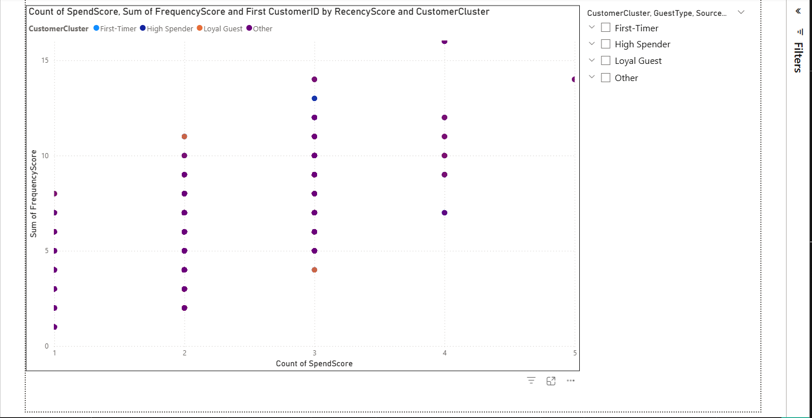 Count of SpendScore, Sum of FrequencyScore and First CustomerID by RecencyScore and CustomerCluster
CustomerCluster First-Timer High Spender Loyal Guest Other
15
10
5
0
Sum of FrequencyScore
1 2 3 4 5
Count of SpendScore
CustomerCluster, GuestType, Source...
First-Timer
High Spender
Loyal Guest
Other
Filters